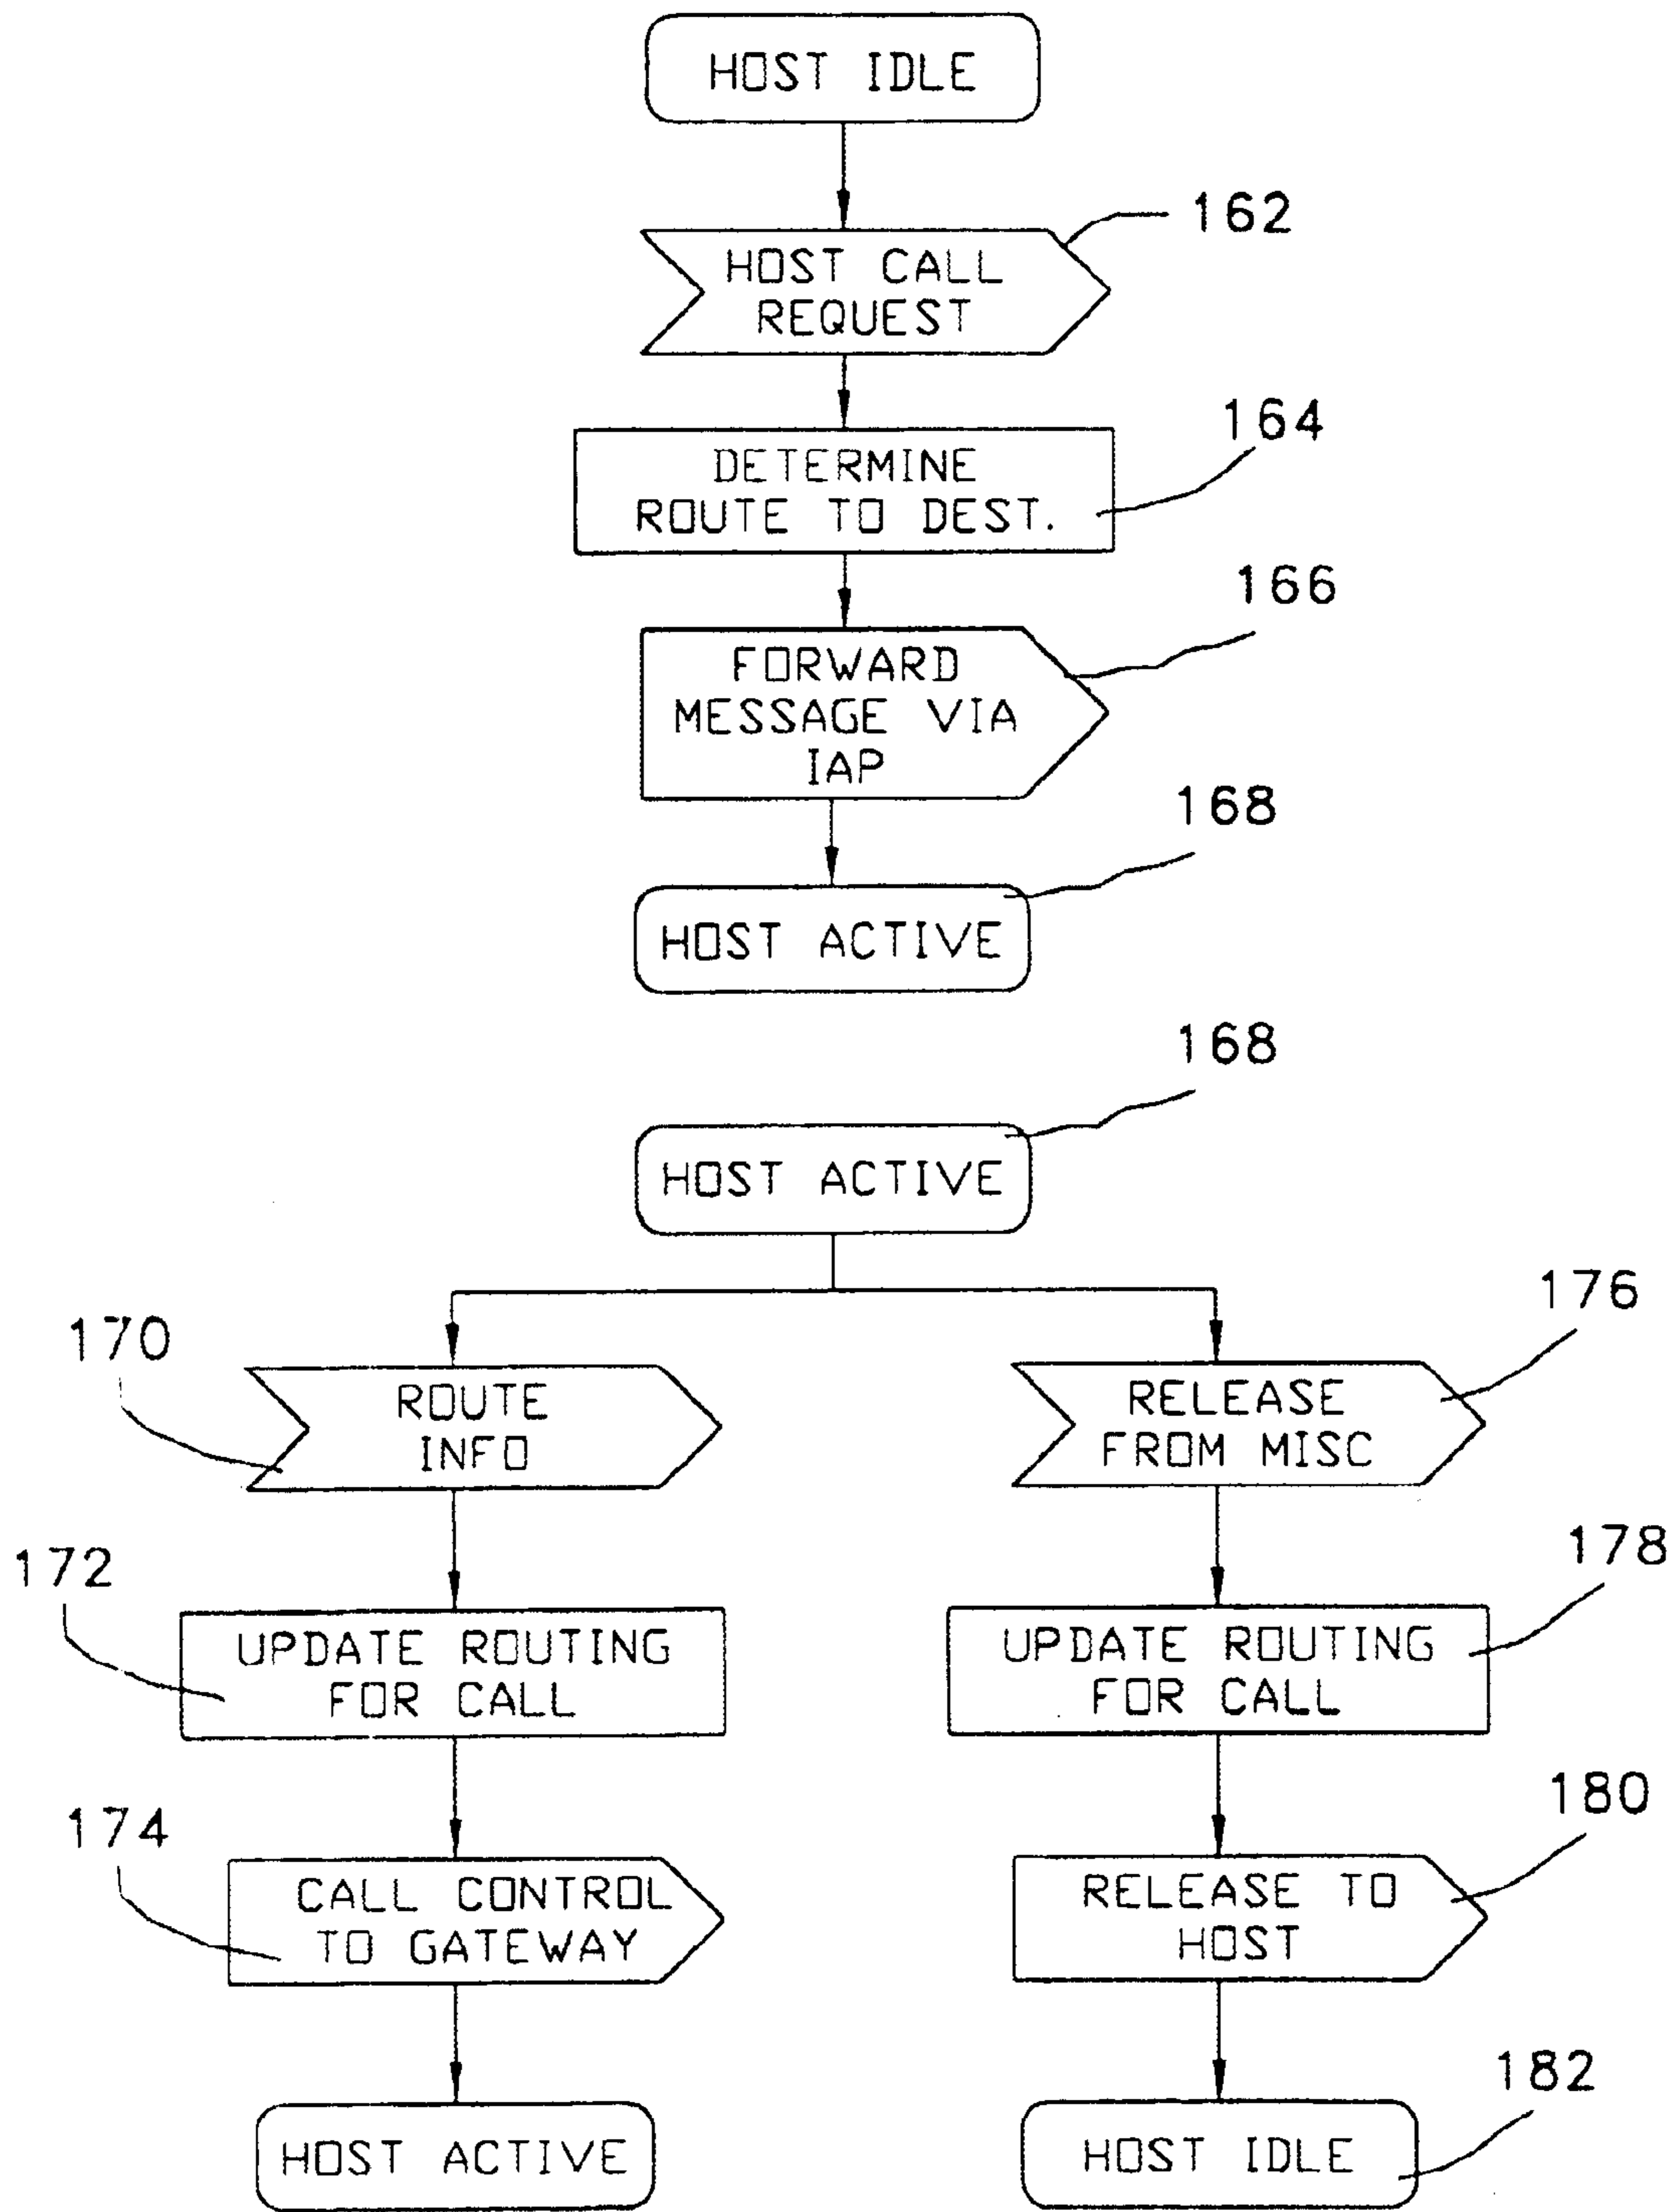 HOST IDLE
162
HOST CALL
REQUEST
164
DETERMINE
ROUTE TO DEST.
166
FORWARD
MESSAGE VIA
IAP
168
HOST ACTIVE
168
HOST ACTIVE
170
ROUTE
INFO
172
UPDATE ROUTING
FOR CALL
174
CALL CONTROL
TO GATEWAY
HOST ACTIVE
176
RELEASE
FROM MISC
178
UPDATE ROUTING
FOR CALL
180
RELEASE TO
HOST
182
HOST IDLE